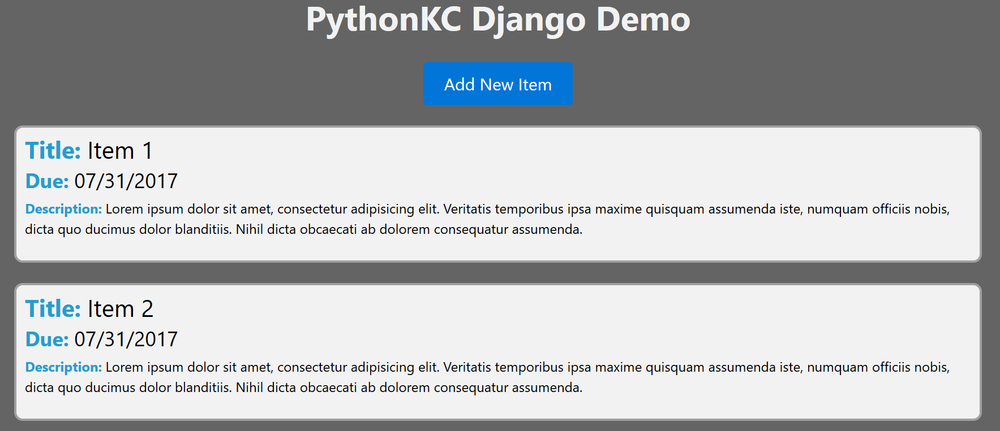 PythonKC Django Demo
Add New Item
Title: Item 1
Due: 07/31/2017
Description: Lorem ipsum dolor sit amet, consectetur adipisicing elit. Veritatis temporibus ipsa maxime quisquam assumenda iste, numquam officiis nobis,
dicta quo ducimus dolor blanditiis. Nihil dicta obcaecati ab dolorem consequatur assumenda.
Title: Item 2
Due: 07/31/2017
Description: Lorem ipsum dolor sit amet, consectetur adipisicing elit. Veritatis temporibus ipsa maxime quisquam assumenda iste, numquam officiis nobis,
dicta quo ducimus dolor blanditiis. Nihil dicta obcaecati ab dolorem consequatur assumenda.